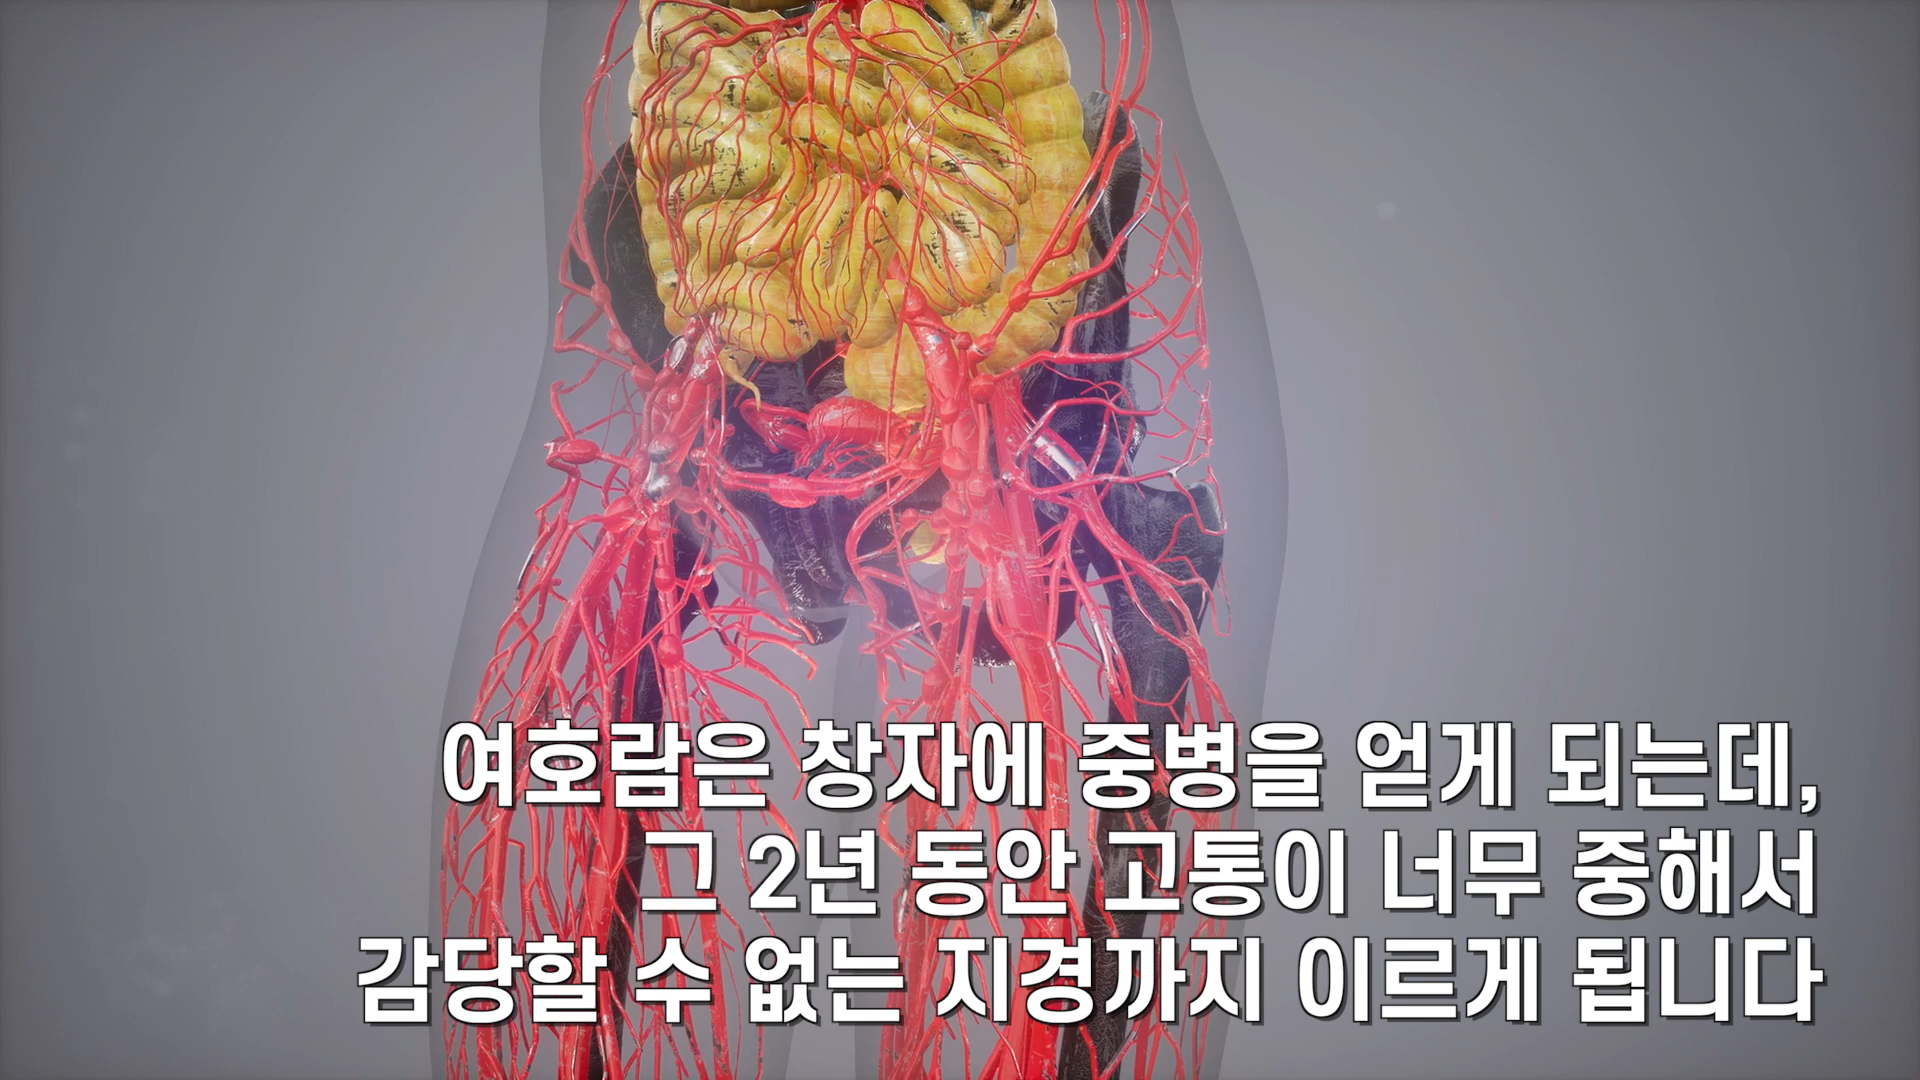 여호람은 창자에 중병을 얻게 되는데,
그 2년 동안 고통이 너무 중해서
감당할 수 없는 지경까지 이르게 됩니다